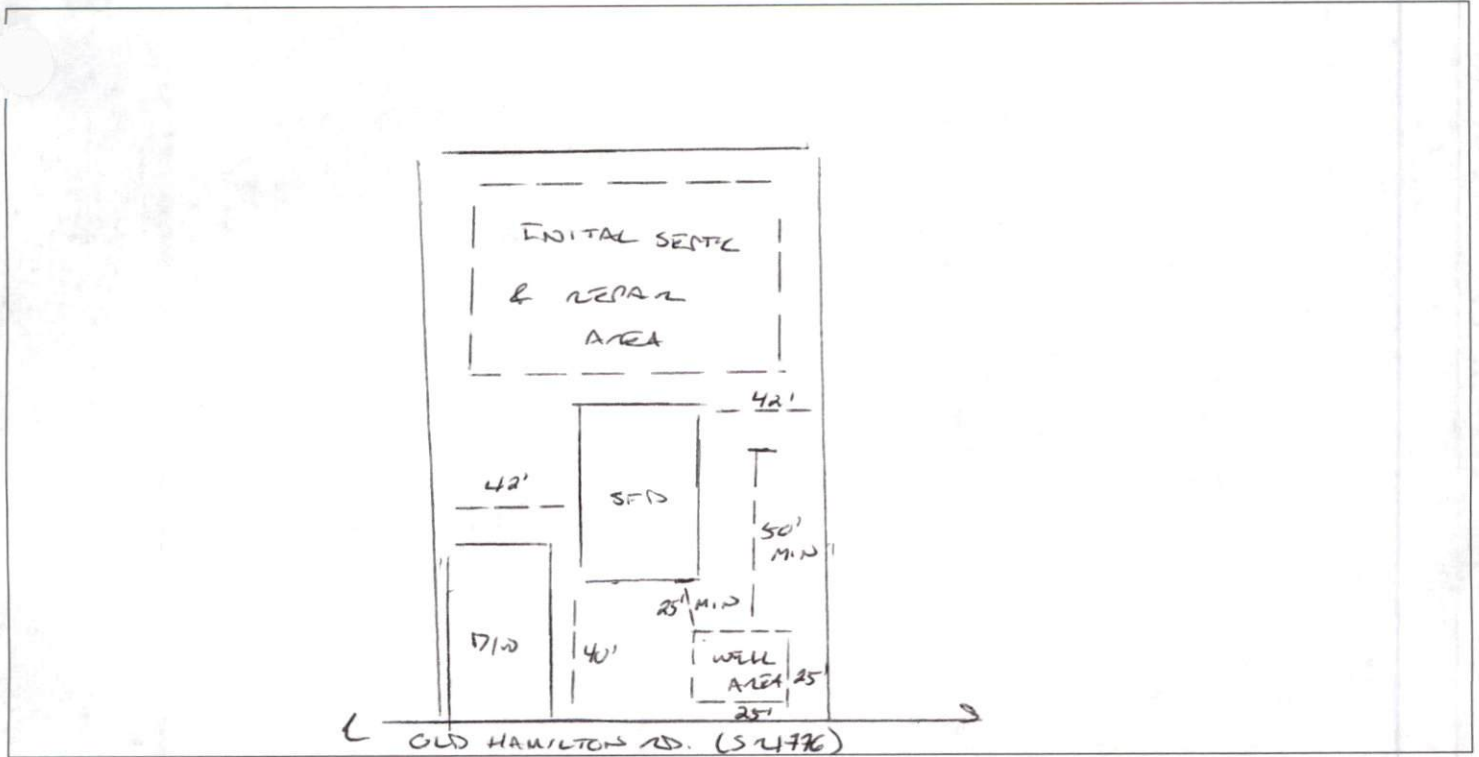 INITAL SEPTIC
& REPAIR
AREA
42'
42'
SFD
50'
MIN
25' MIN
D/W
40'
WELL
AREA 25'
25'
OLD HAMILTON RD. (SR1776)